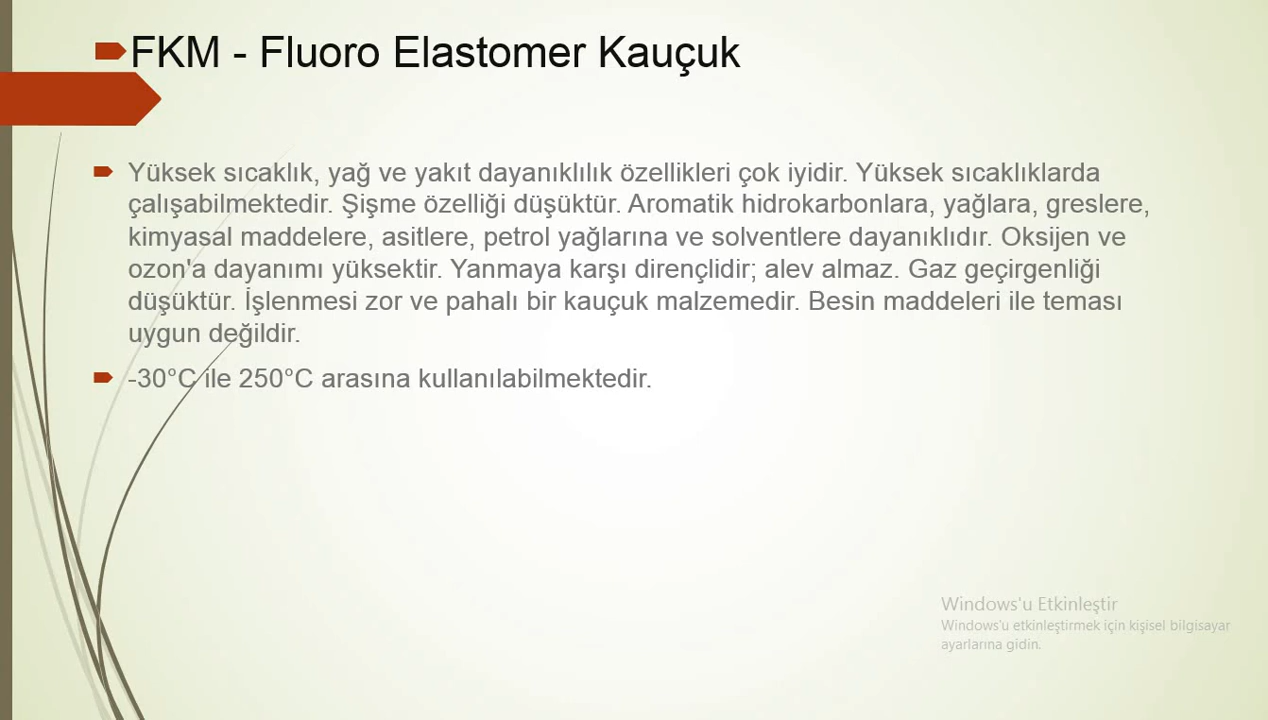 FKM - Fluoro Elastomer Kauçuk
Yüksek sıcaklık, yağ ve yakıt dayanıklılık özellikleri çok iyidir. Yüksek sıcaklıklarda
çalışabilmektedir. Şişme özelliği düşüktür. Aromatik hidrokarbonlara, yağlara, greslere,
kimyasal maddelere, asitlere, petrol yağlarına ve solventlere dayanıklıdır. Oksijen ve
ozon'a dayanımı yüksektir. Yanmaya karşı dirençlidir; alev almaz. Gaz geçirgenliği
düşüktür. İşlenmesi zor ve pahalı bir kauçuk malzemedir. Besin maddeleri ile teması
uygun değildir.
-30°C ile 250°C arasına kullanılabilmektedir.
Windows'u Etkinleştir
Windows'u etkinleştirmek için kişisel bilgisayar
ayarlarına gidin.